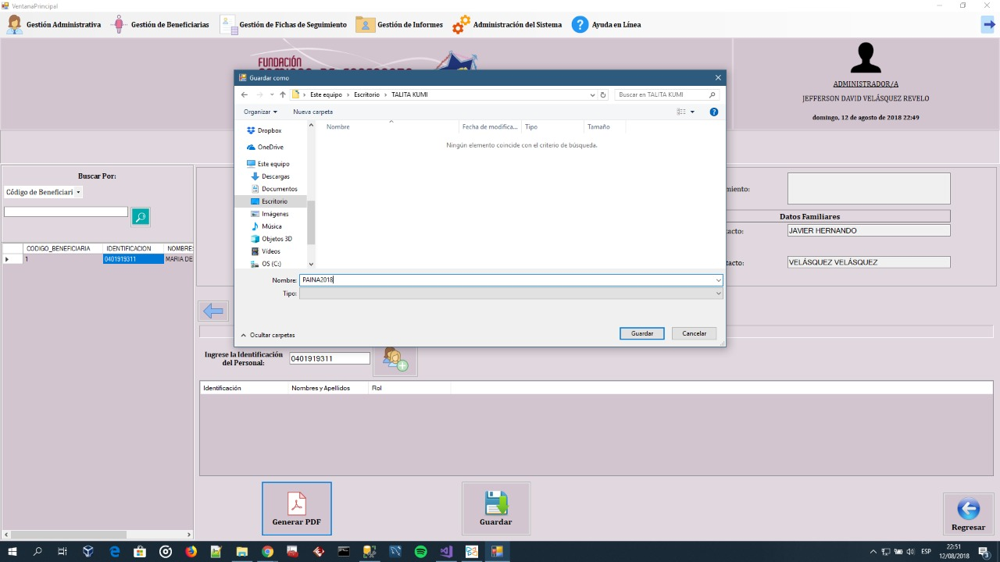 VentanaPrincipal
Gestión Administrativa
Gestión de Beneficiarias
Gestión de Fichas de Seguimiento
Gestión de Informes
Administración del Sistema
Ayuda en Línea
FUNDACIÓN
ADMINISTRADOR/A
JEFFERSON DAVID VELÁSQUEZ REVELO
domingo, 12 de agosto de 2018 22:49
Guardar como
Este equipo
Escritorio
TALITA KUMI
Buscar en TALITA KUMI
Organizar
Nueva carpeta
Dropbox
OneDrive
Este equipo
Descargas
Documentos
Escritorio
Imágenes
Música
Objetos 3D
Vídeos
OS (C:)
Nombre
Fecha de modifica...
Tipo
Tamaño
Ningún elemento coincide con el criterio de búsqueda.
Nombre: PAINA2018
Tipo:
Ocultar carpetas
Guardar
Cancelar
Buscar Por:
Código de Beneficiari
CODIGO_BENEFICIARIA IDENTIFICACION NOMBRE
1 0401919311 MARIA DE
miento:
Datos Familiares
tacto: JAVIER HERNANDO
tacto: VELÁSQUEZ VELÁSQUEZ
Ingrese la Identificación
del Personal:
0401919311
Identificación Nombres y Apellidos Rol
Generar PDF
Guardar
Regresar
ESP
22:51
12/08/2018